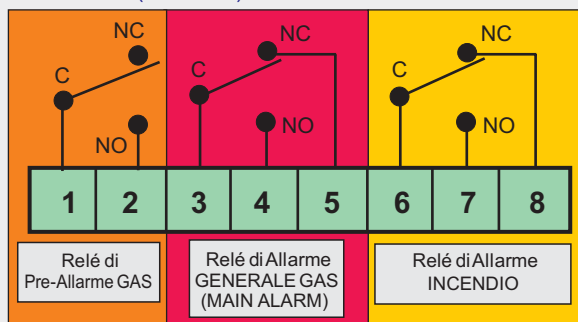 NC
C
NO
NC
C
NO
NC
C
NO
1 2 3 4 5 6 7 8
Relé di
Pre-Allarme GAS
Relé di Allarme
GENERALE GAS
(MAIN ALARM)
Relé di Allarme
INCENDIO